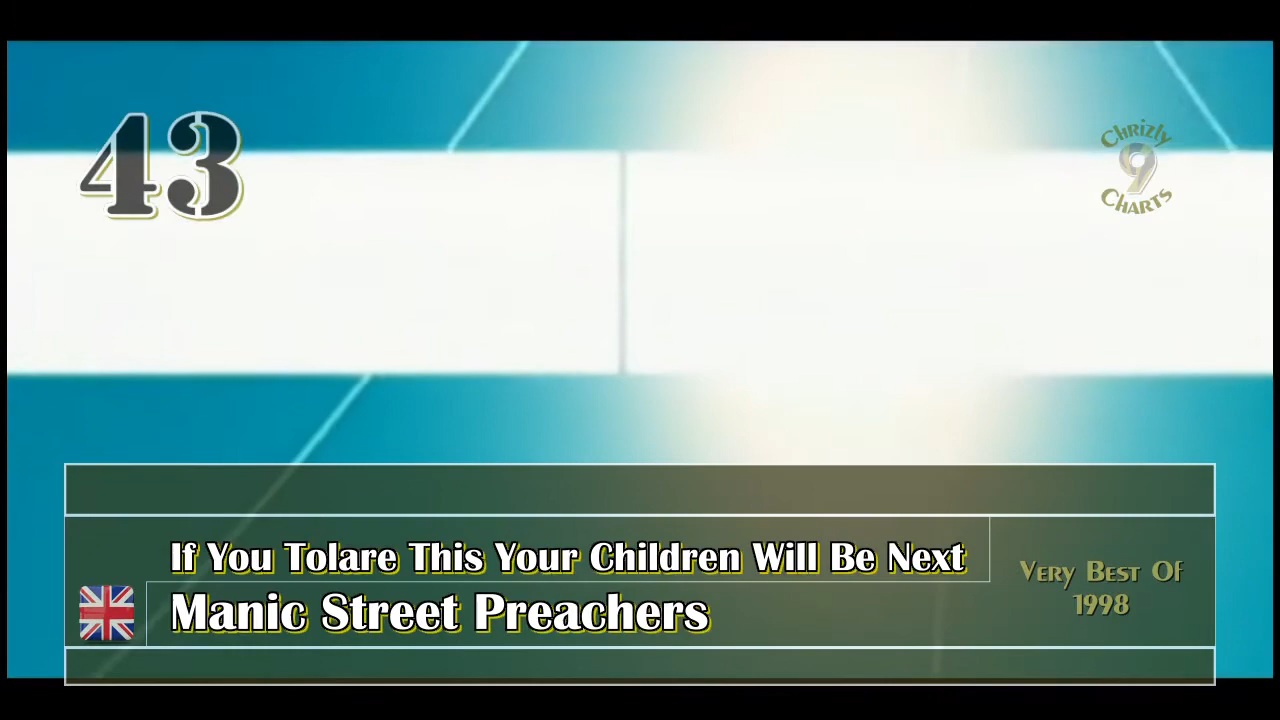 43
Chrizly
9
CHARTS
If You Tolare This Your Children Will Be Next
Manic Street Preachers
VERY BEST OF
1998